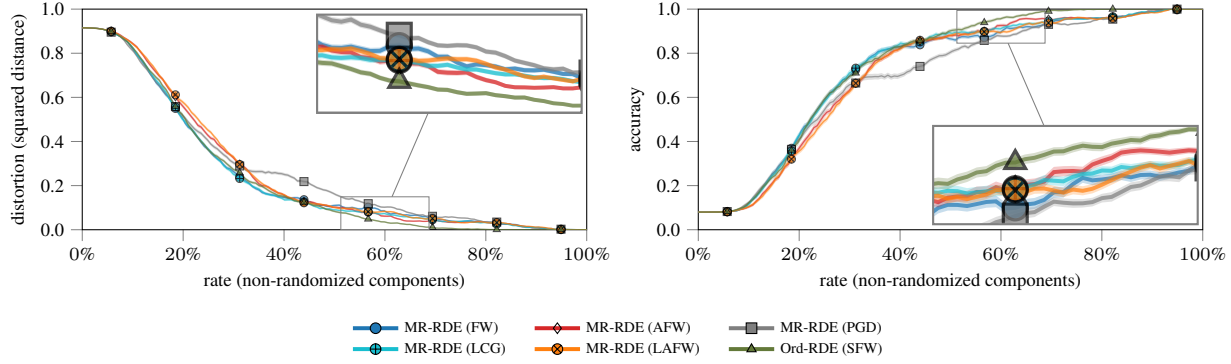 distortion (squared distance)
1.0
0.8
0.6
0.4
0.2
0.0
0% 20% 40% 60% 80% 100%
rate (non-randomized components)
accuracy
1.0
0.8
0.6
0.4
0.2
0.0
0% 20% 40% 60% 80% 100%
rate (non-randomized components)
MR-RDE (FW) MR-RDE (AFW) MR-RDE (PGD)
MR-RDE (LCG) MR-RDE (LAFW) Ord-RDE (SFW)